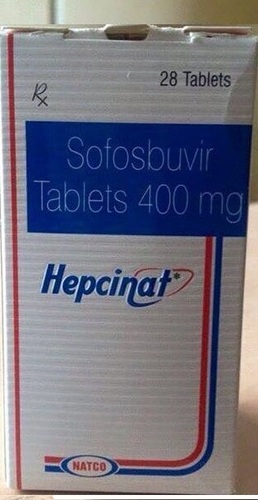 28 Tablets
Rx
Sofosbuvir
Tablets 400 mg
Hepcinat*
NATCO